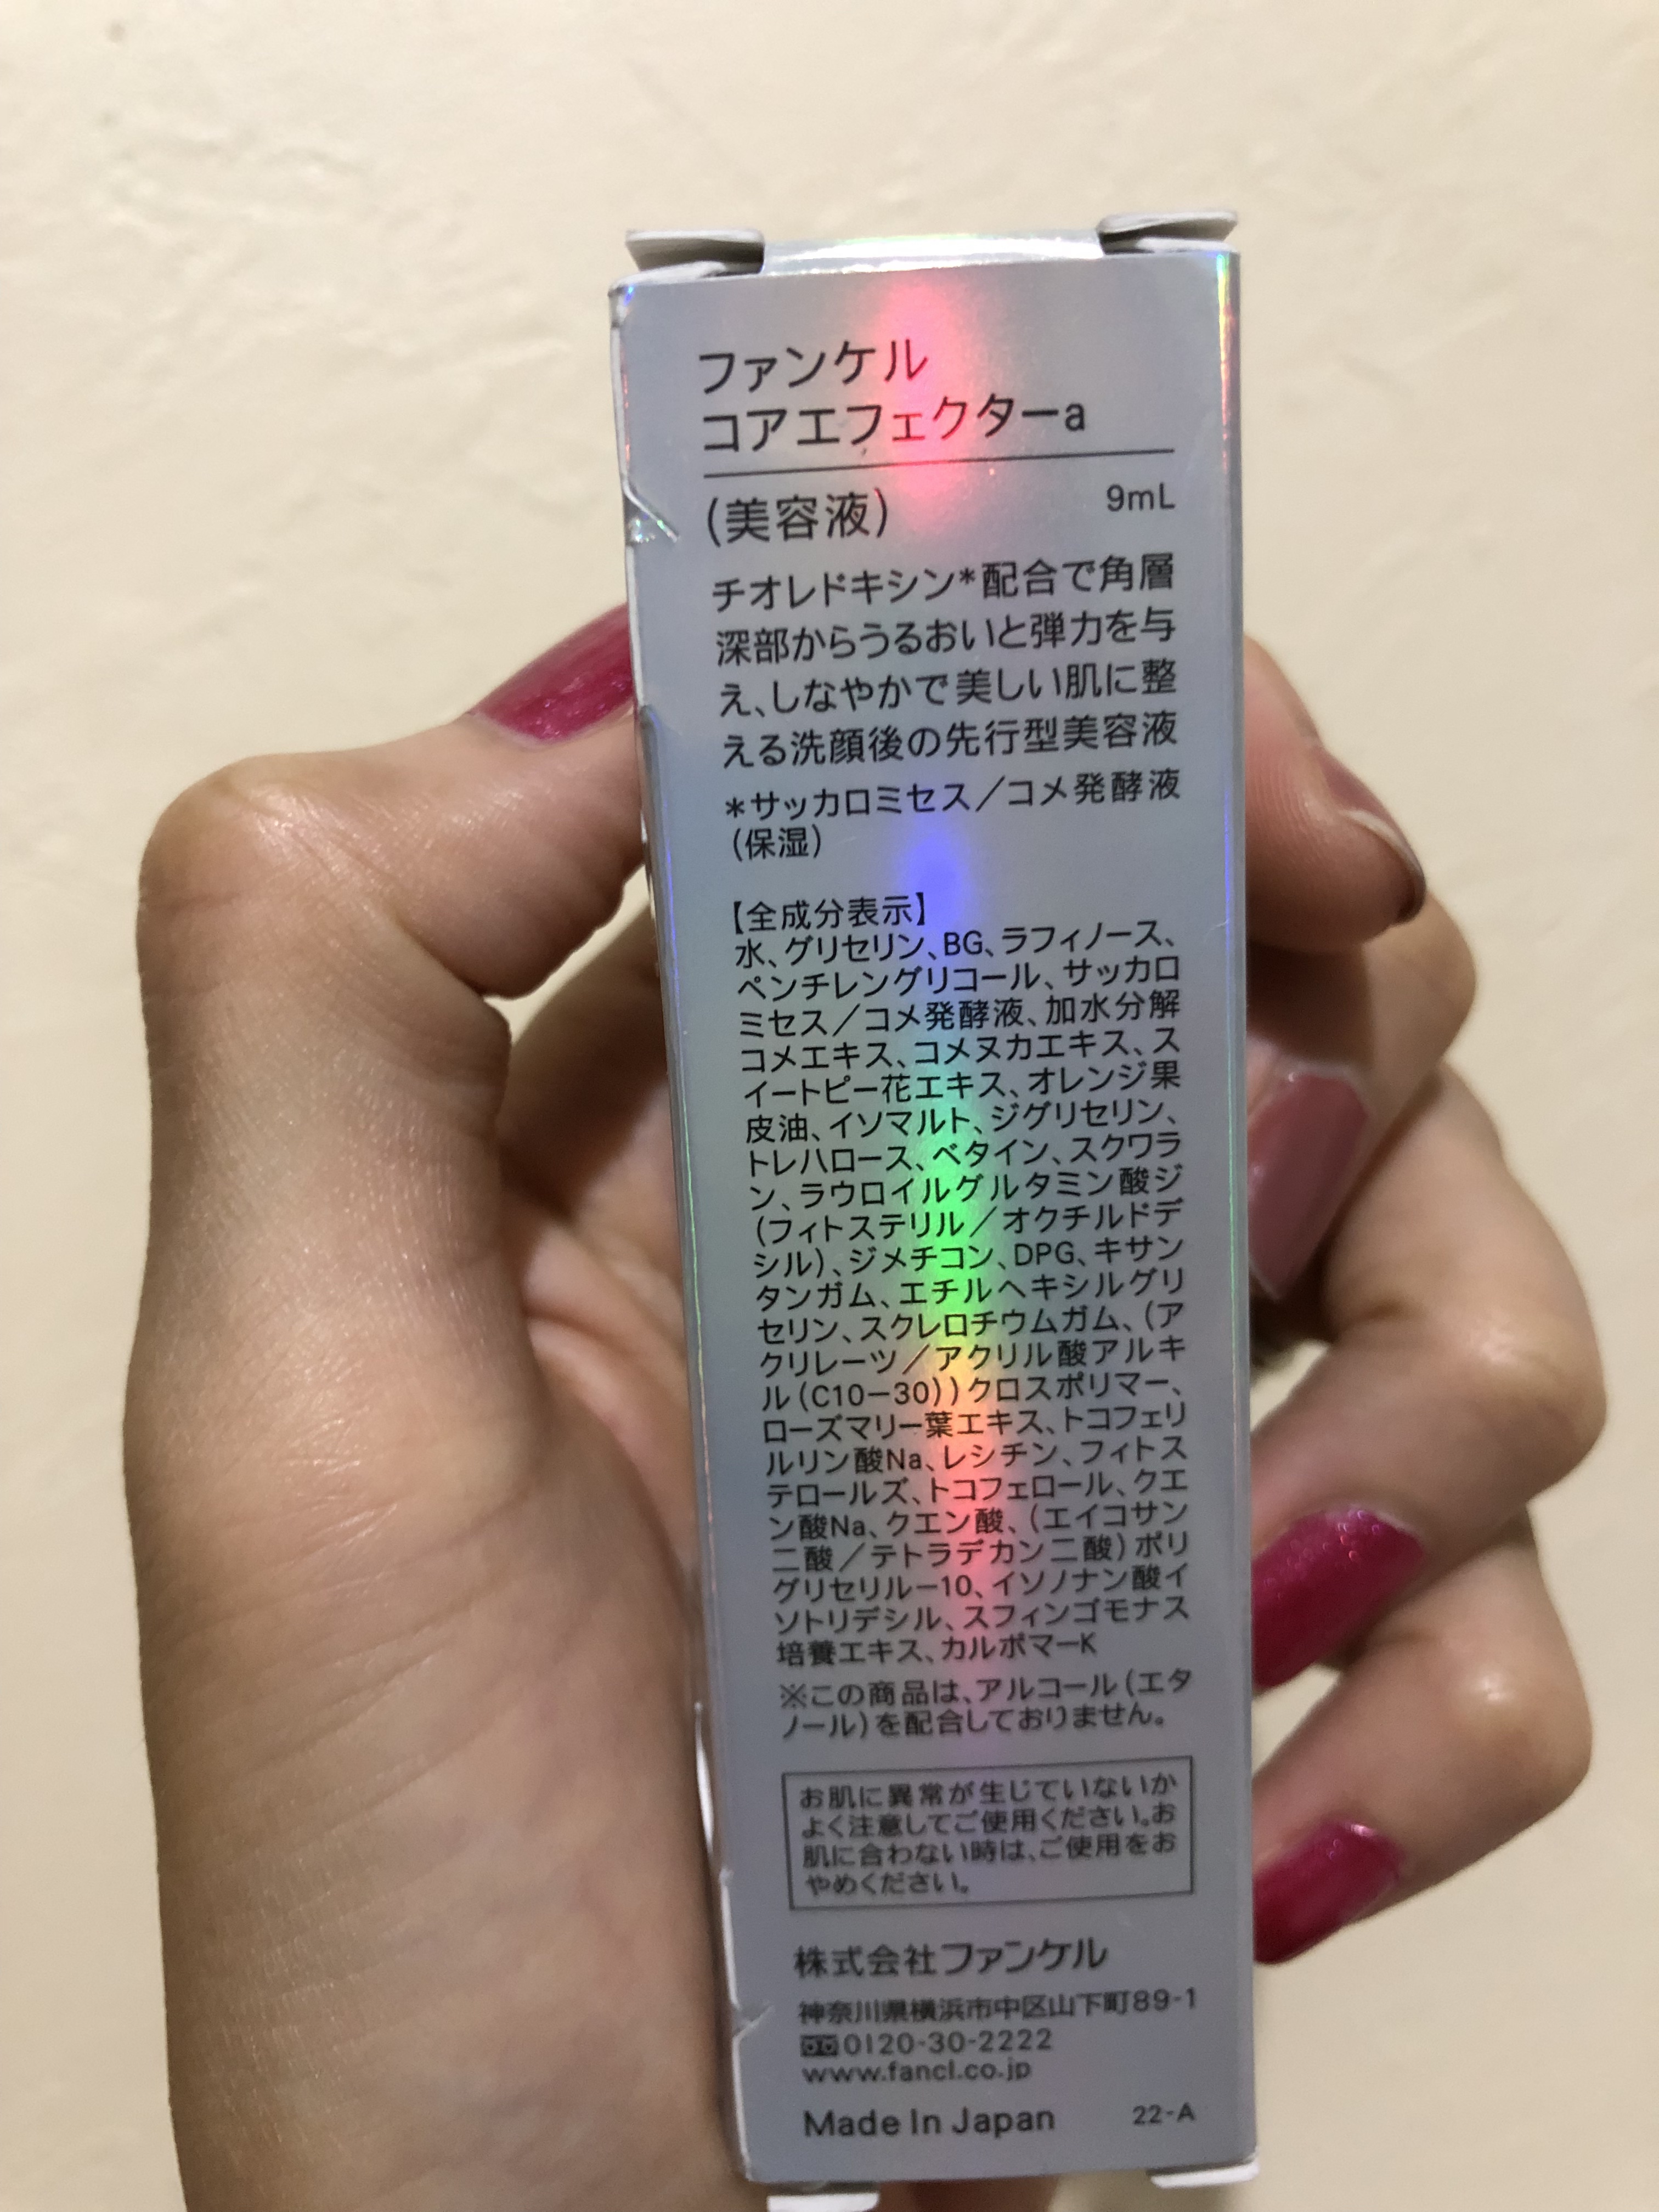 ファンケル
コアエフェクターa
(美容液) 9mL
チオレドキシン*配合で角層
深部からうるおいと弾力を与
え、しなやかで美しい肌に整
える洗顔後の先行型美容液
*サッカロミセス／コメ発酵液
(保湿)
【全成分表示】
水、グリセリン、BG、ラフィノース、
ペンチレングリコール、サッカロ
ミセス／コメ発酵液、加水分解
コメエキス、コメヌカエキス、ス
イートピー花エキス、オレンジ果
皮油、イソマルト、ジグリセリン、
トレハロース、ベタイン、スクワラ
ン、ラウロイルグルタミン酸ジ
(フィトステリル／オクチルドデ
シル)、ジメチコン、DPG、キサン
タンガム、エチルヘキシルグリ
セリン、スクレロチウムガム、(ア
クリレーツ／アクリル酸アルキ
ル(C10－30))クロスポリマー、
ローズマリー葉エキス、トコフェリ
ルリン酸Na、レシチン、フィトス
テロールズ、トコフェロール、クエ
ン酸Na、クエン酸、(エイコサン
二酸／テトラデカン二酸)ポリ
グリセリル－10、イソノナン酸イ
ソトリデシル、スフィンゴモナス
培養エキス、カルボマーK
※この商品は、アルコール(エタ
ノール)を配合しておりません。
お肌に異常が生じていないか
よく注意してご使用ください。お
肌に合わない時は、ご使用をお
やめください。
株式会社ファンケル
神奈川県横浜市中区山下町89-1
0120-30-2222
www.fancl.co.jp
Made In Japan 22-A